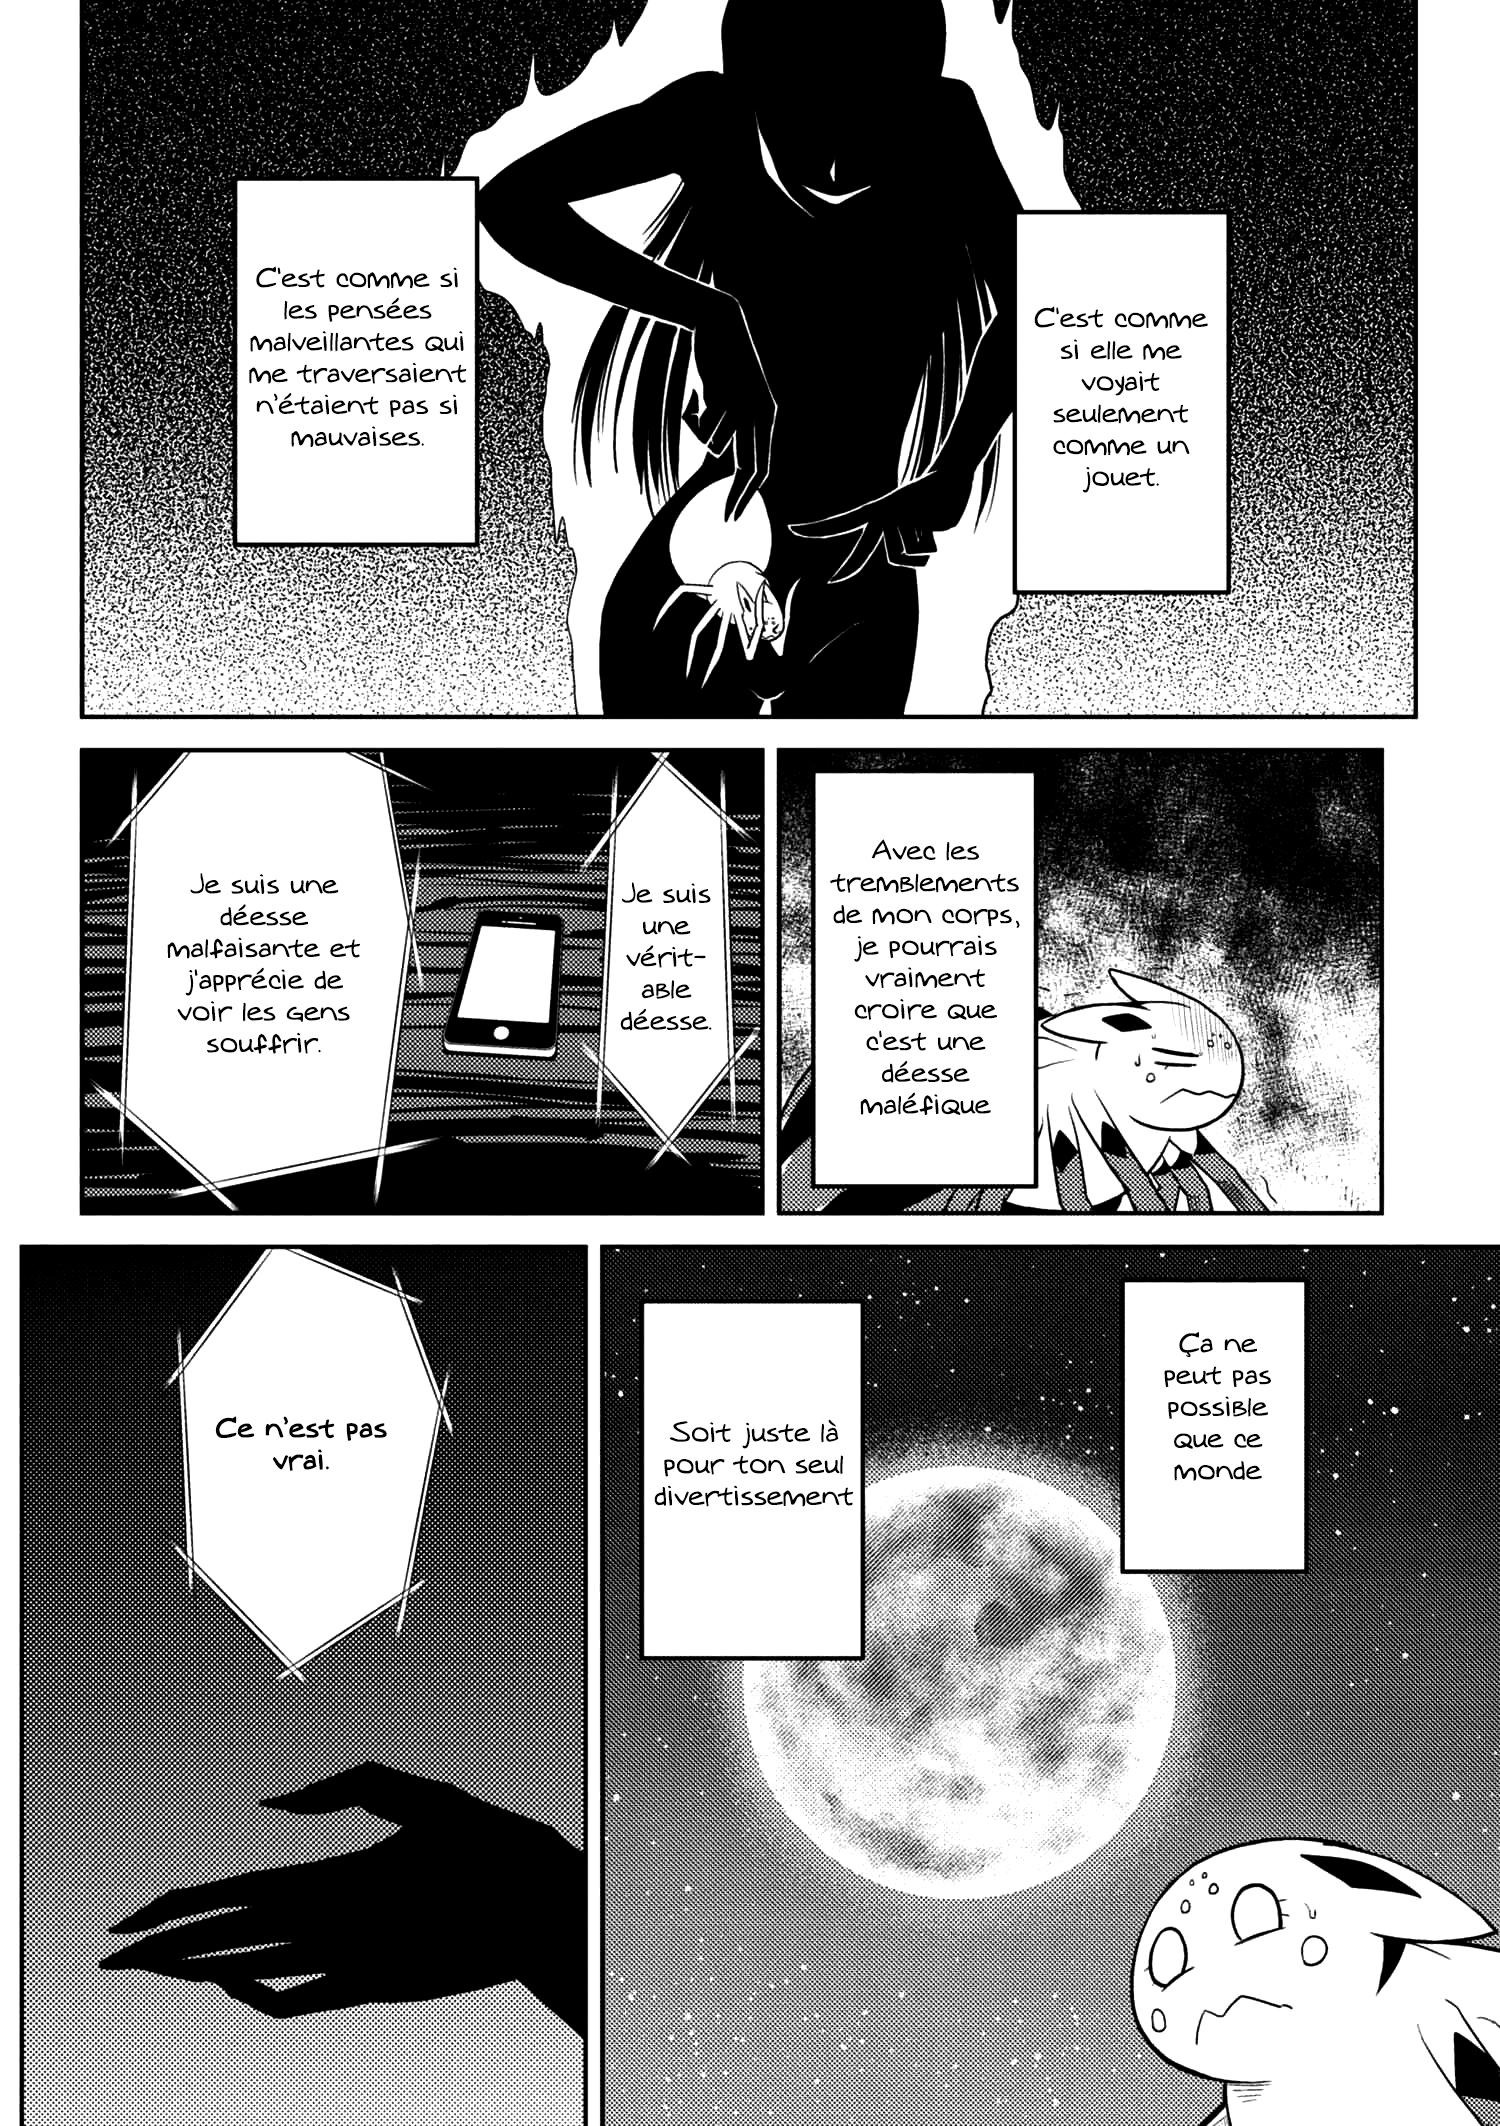 C'est comme
si elle me
voyait
seulement
comme un
jouet.
C'est comme si
les pensées
malveillantes qui
me traversaient
n'étaient pas si
mauvaises.
Avec les
tremblements
de mon corps,
je pourrais
vraiment
croire que
c'est une
déesse
maléfique
Je suis
une
vérit-
able
déesse.
Je suis une
déesse
malfaisante et
j'apprécie de
voir les gens
souffrir.
Ça ne
peut pas
possible
que ce
monde
Soit juste là
pour ton seul
divertissement
Ce n'est pas
vrai.